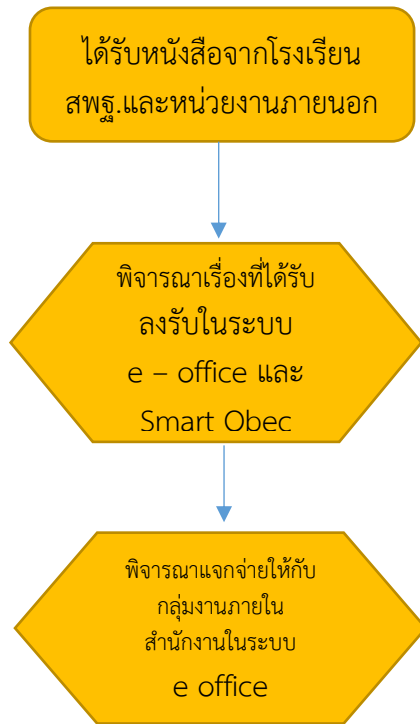 ได้รับหนังสือจากโรงเรียน
สพฐ.และหน่วยงานภายนอก
พิจารณาเรื่องที่ได้รับ
ลงรับในระบบ
e – office และ
Smart Obec
พิจารณาแจกจ่ายให้กับ
กลุ่มงานภายใน
สำนักงานในระบบ
e office